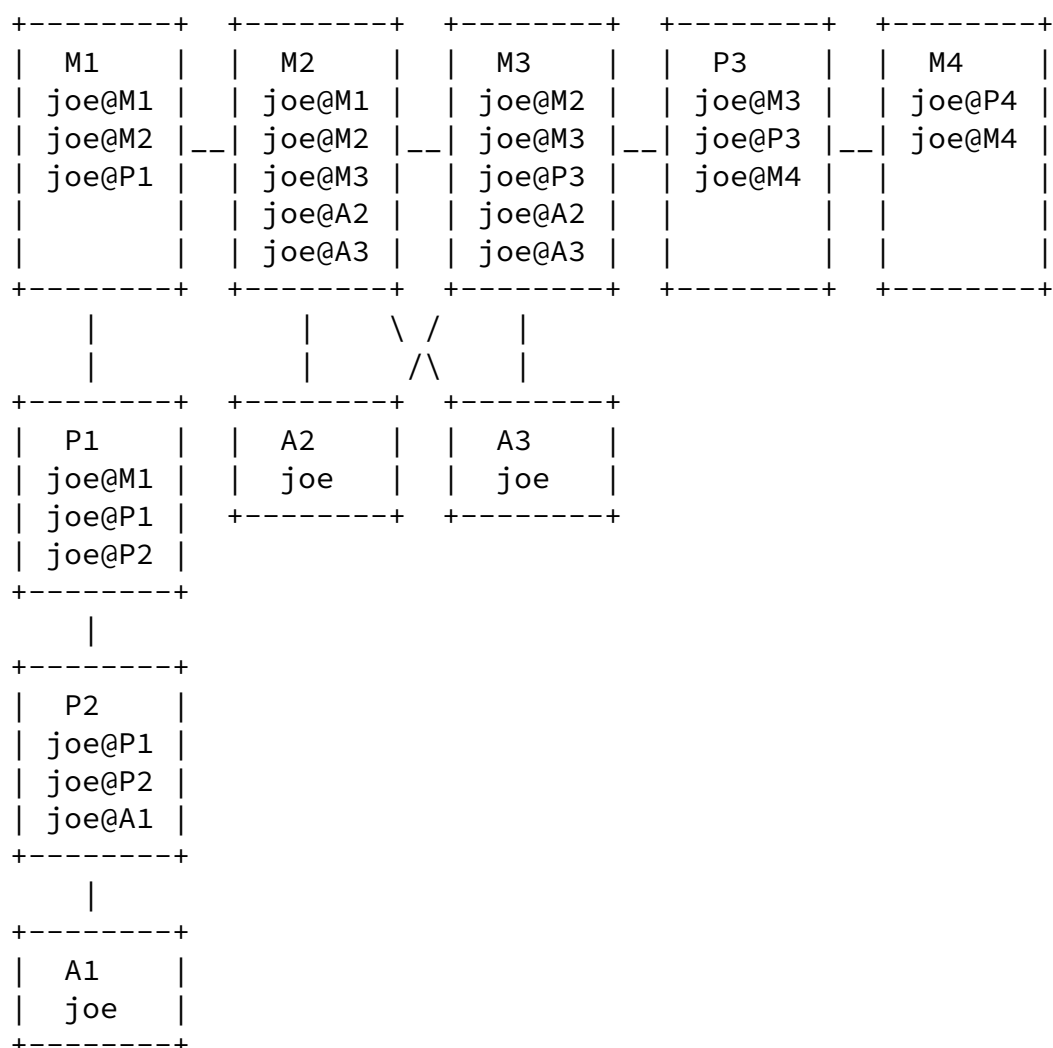 M1 M2 M3 P3 M4
joe@M1 joe@M1 joe@M2 joe@M3 joe@P4
joe@M2 joe@M2 joe@M3 joe@P3 joe@M4
joe@P1 joe@M3 joe@P3 joe@M4
joe@A2 joe@A2
joe@A3 joe@A3
P1 A2 A3
joe@M1 joe joe
joe@P1
joe@P2
P2
joe@P1
joe@P2
joe@A1
A1
joe